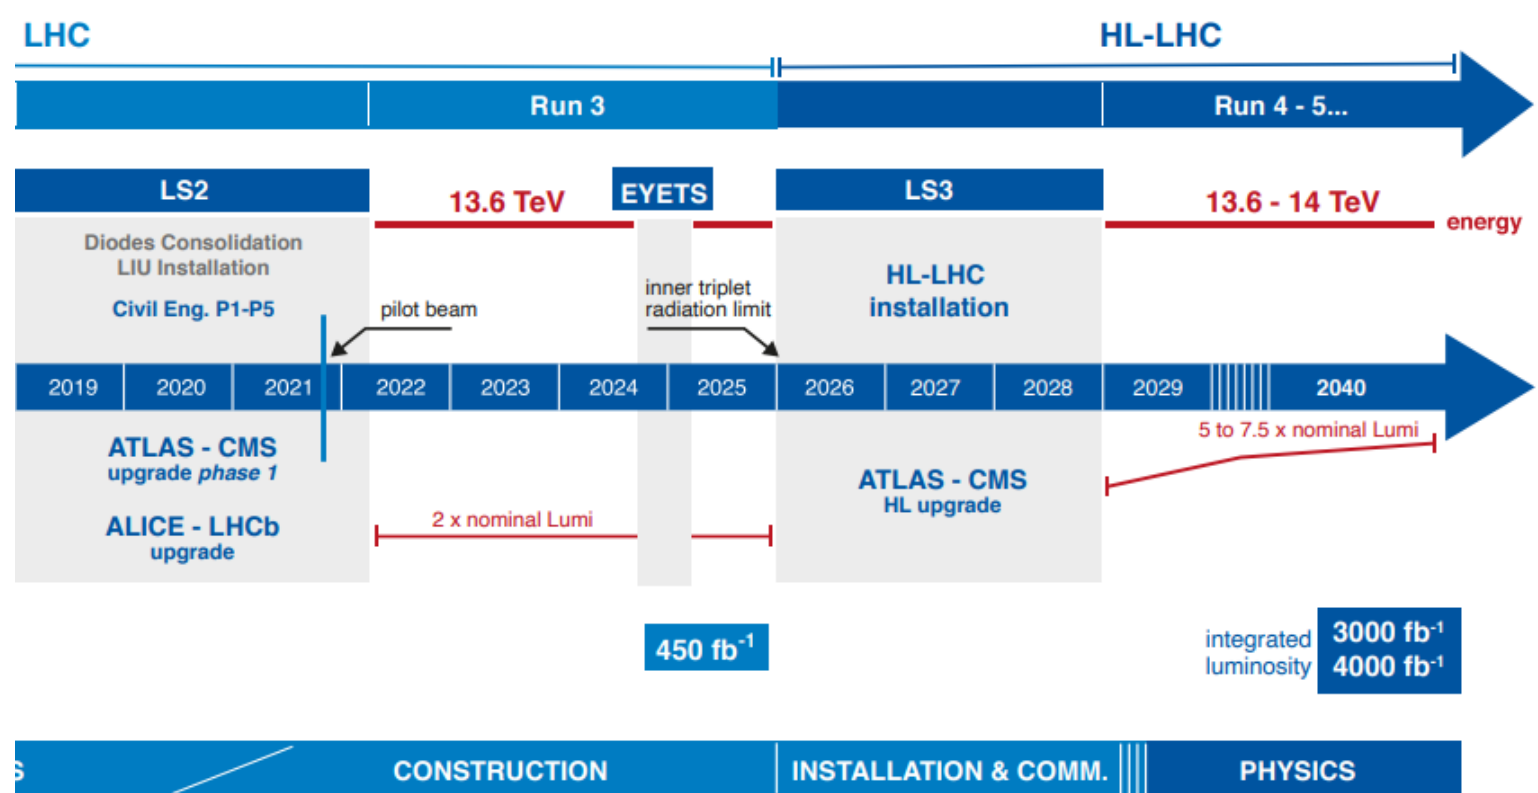 LHC
HL-LHC
Run 3
Run 4 - 5...
LS2
13.6 TeV
EYETS
LS3
13.6 - 14 TeV
energy
Diodes Consolidation
LIU Installation
Civil Eng. P1-P5
pilot beam
inner triplet
radiation limit
HL-LHC
installation
2019
2020
2021
2022
2023
2024
2025
2026
2027
2028
2029
2040
5 to 7.5 x nominal Lumi
ATLAS - CMS
upgrade phase 1
ALICE - LHCb
upgrade
2 x nominal Lumi
ATLAS - CMS
HL upgrade
450 fb⁻¹
integrated
luminosity
3000 fb⁻¹
4000 fb⁻¹
S
CONSTRUCTION
INSTALLATION & COMM.
PHYSICS